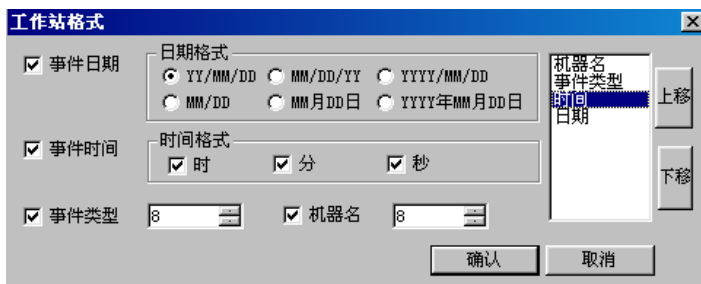 工作站格式
事件日期
日期格式
YY/MM/DD MM/DD/YY YYYY/MM/DD
MM/DD MM月DD日 YYYY年MM月DD日
事件时间
时间格式
时 分 秒
事件类型 8 机器名 8
机器名
事件类型
时间
日期
上移
下移
确认 取消